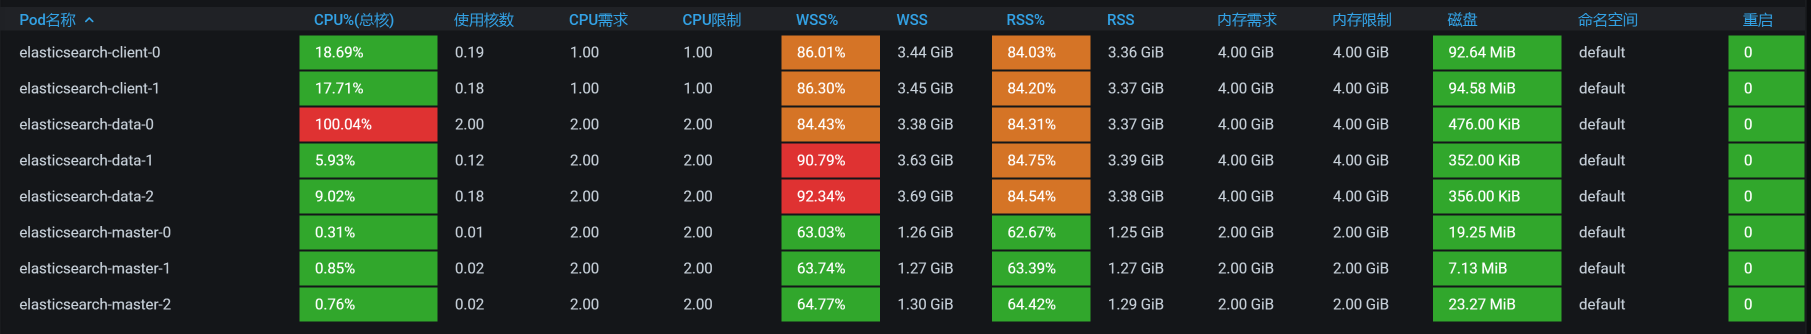 Pod名称 CPU%(总核) 使用核数 CPU需求 CPU限制 WSS% WSS RSS% RSS 内存需求 内存限制 磁盘 命名空间 重启
elasticsearch-client-0 18.69% 0.19 1.00 1.00 86.01% 3.44 GiB 84.03% 3.36 GiB 4.00 GiB 4.00 GiB 92.64 MiB default 0
elasticsearch-client-1 17.71% 0.18 1.00 1.00 86.30% 3.45 GiB 84.20% 3.37 GiB 4.00 GiB 4.00 GiB 94.58 MiB default 0
elasticsearch-data-0 100.04% 2.00 2.00 2.00 84.43% 3.38 GiB 84.31% 3.37 GiB 4.00 GiB 4.00 GiB 476.00 KiB default 0
elasticsearch-data-1 5.93% 0.12 2.00 2.00 90.79% 3.63 GiB 84.75% 3.39 GiB 4.00 GiB 4.00 GiB 352.00 KiB default 0
elasticsearch-data-2 9.02% 0.18 2.00 2.00 92.34% 3.69 GiB 84.54% 3.38 GiB 4.00 GiB 4.00 GiB 356.00 KiB default 0
elasticsearch-master-0 0.31% 0.01 2.00 2.00 63.03% 1.26 GiB 62.67% 1.25 GiB 2.00 GiB 2.00 GiB 19.25 MiB default 0
elasticsearch-master-1 0.85% 0.02 2.00 2.00 63.74% 1.27 GiB 63.39% 1.27 GiB 2.00 GiB 2.00 GiB 7.13 MiB default 0
elasticsearch-master-2 0.76% 0.02 2.00 2.00 64.77% 1.30 GiB 64.42% 1.29 GiB 2.00 GiB 2.00 GiB 23.27 MiB default 0